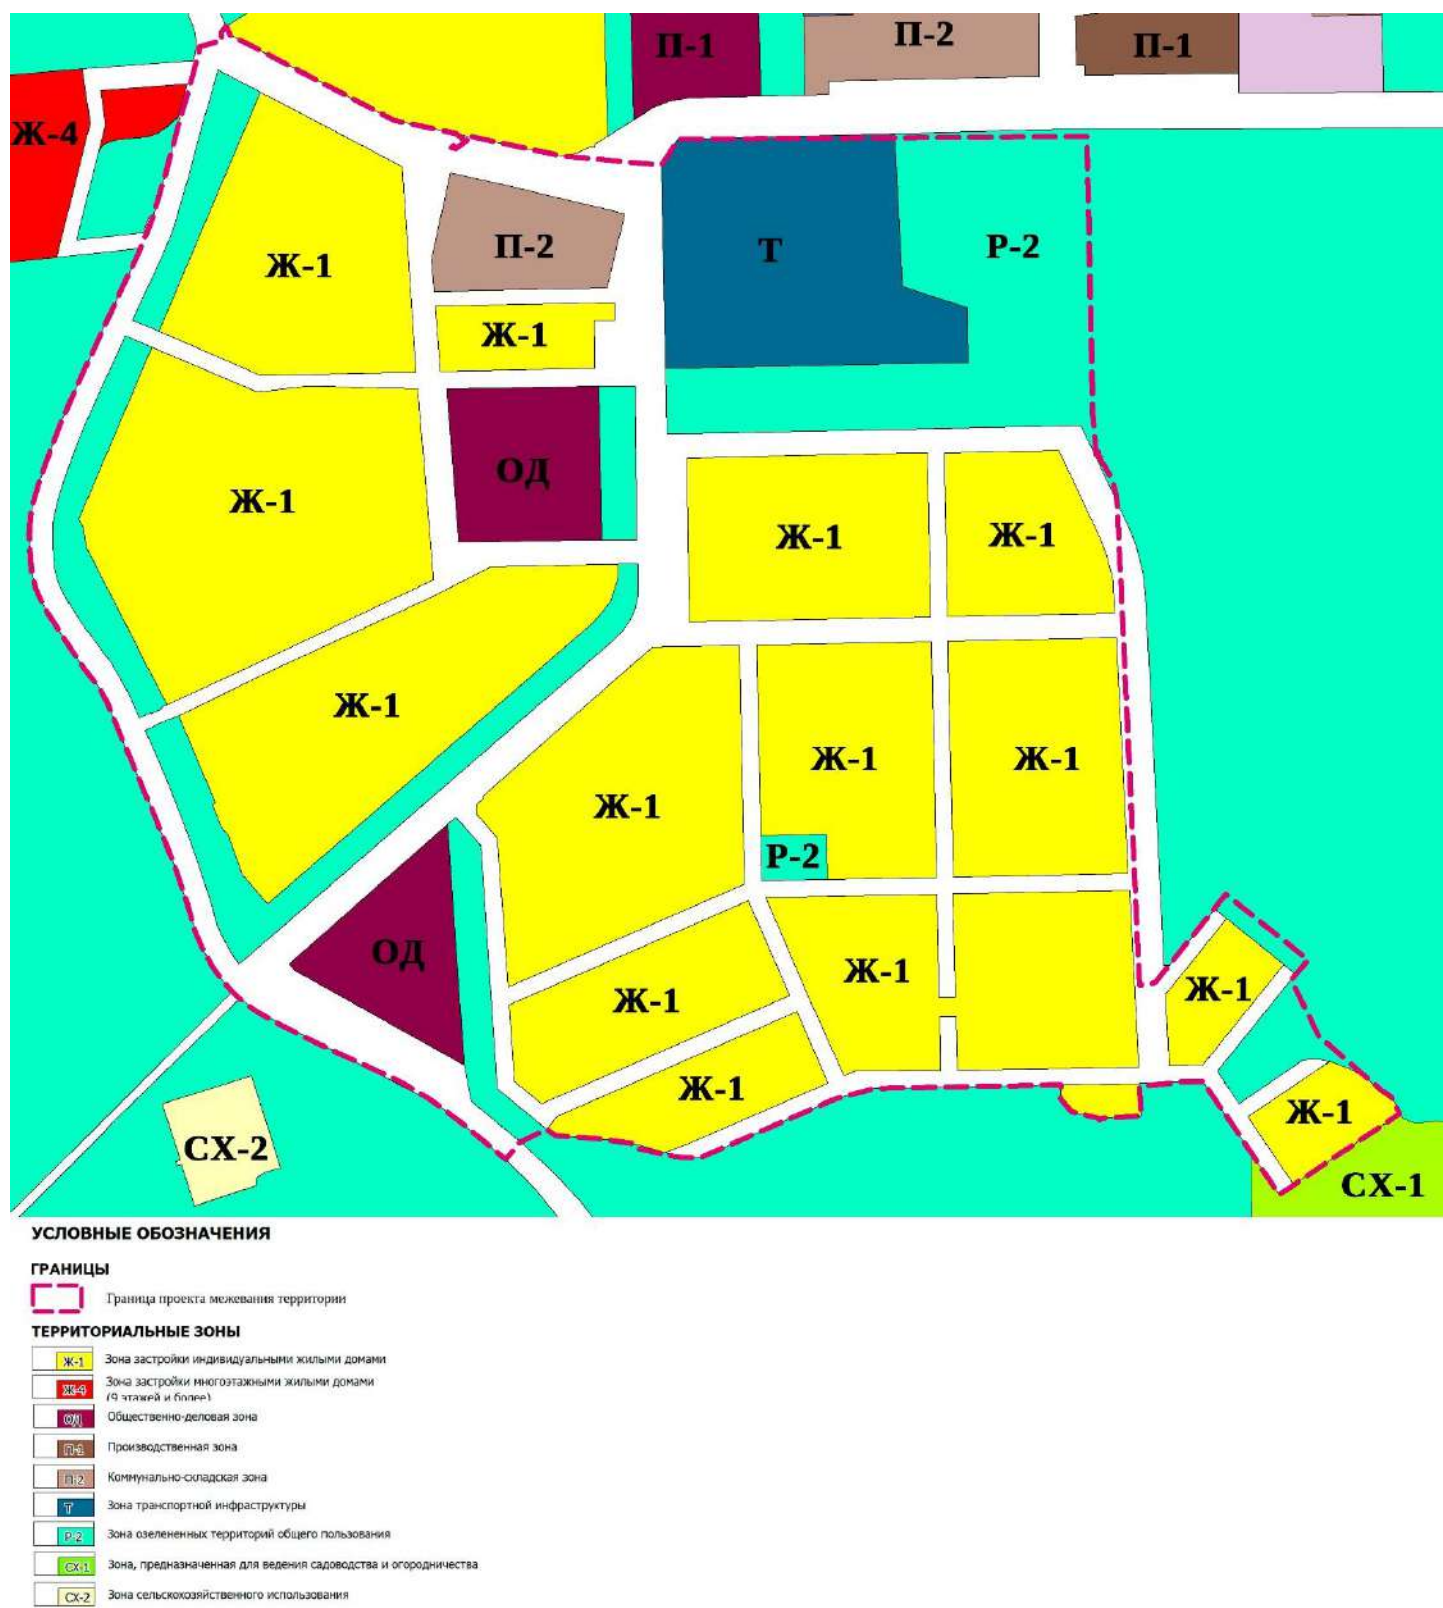 П-1
П-2
П-1
Ж-4
Ж-1
П-2
Т
Р-2
Ж-1
ОД
Ж-1
Ж-1
Ж-1
Ж-1
Ж-1
Ж-1
Ж-1
Ж-1
Р-2
ОД
Ж-1
Ж-1
Ж-1
Ж-1
Ж-1
СХ-2
СХ-1
УСЛОВНЫЕ ОБОЗНАЧЕНИЯ
ГРАНИЦЫ
Граница проекта межевания территории
ТЕРРИТОРИАЛЬНЫЕ ЗОНЫ
Ж-1 Зона застройки индивидуальными жилыми домами
Ж-4 Зона застройки многоэтажными жилыми домами
(9 этажей и более)
ОД Общественно-деловая зона
П-1 Производственная зона
П-2 Коммунально-складская зона
Т Зона транспортной инфраструктуры
Р-2 Зона озелененных территорий общего пользования
СХ-1 Зона, предназначенная для ведения садоводства и огородничества
СХ-2 Зона сельскохозяйственного использования